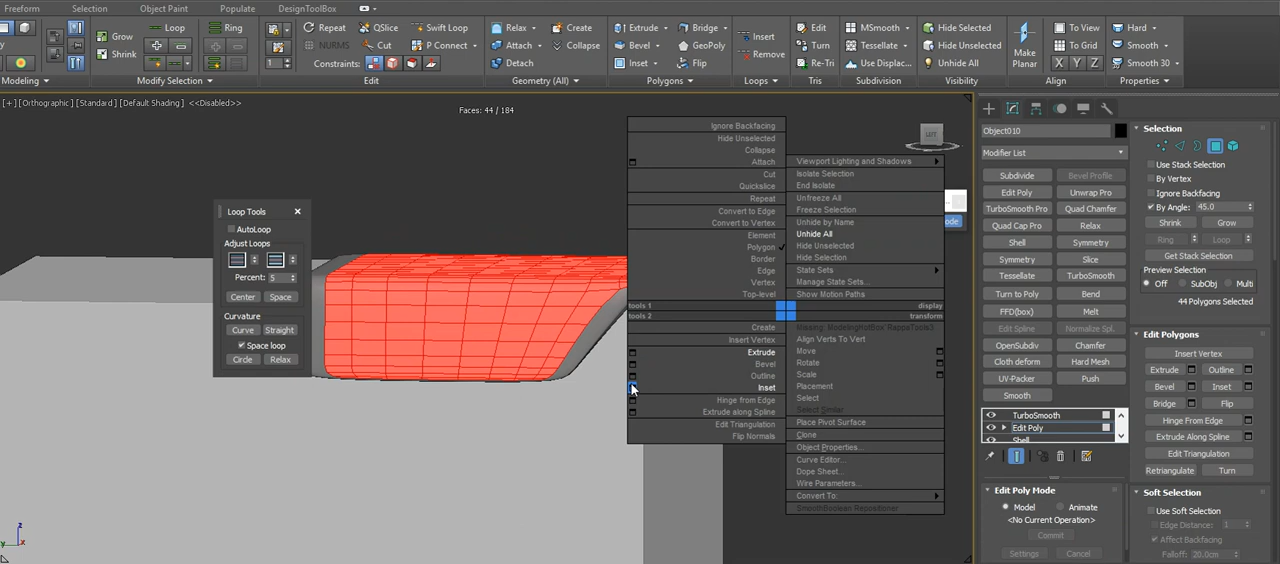 Freeform Selection Object Paint Populate DesignToolBox
Grow Loop Ring Repeat QSlice Swift Loop Relax Create Extrude Bridge Insert Edit MSmooth Hide Selected To View Hard
Shrink NURMS Cut P Connect Attach Collapse Bevel GeoPoly Remove Turn Tessellate Hide Unselected Make Planar To Grid Smooth
1 Constraints: Detach Inset Flip Re-Tri Use Displac... Unhide All X Y Z Smooth 30
Modeling Modify Selection Edit Geometry (All) Polygons Loops Tris Subdivision Visibility Align Properties
[+] [Orthographic] [Standard] [Default Shading] <<Disabled>>
Faces: 44 / 184
LEFT
Loop Tools
AutoLoop
Adjust Loops
Percent: 5
Center Space
Curvature
Curve Straight
Space loop
Circle Relax
Ignore Backfacing
Hide Unselected
Collapse
Attach
Cut
Quickslice
Repeat
Convert to Edge
Convert to Vertex
Element
Polygon
Border
Edge
Vertex
Top-level
tools 1
tools 2
Create
Insert Vertex
Extrude
Bevel
Outline
Inset
Hinge from Edge
Extrude along Spline
Edit Triangulation
Flip Normals
Viewport Lighting and Shadows
Isolate Selection
End Isolate
Unfreeze All
Freeze Selection
Unhide by Name
Unhide All
Hide Unselected
Hide Selection
State Sets
Manage State Sets...
Show Motion Paths
display
transform
Align Verts To Vert
Move
Rotate
Scale
Placement
Select
Select Similar
Place Pivot Surface
Clone
Object Properties...
Curve Editor...
Dope Sheet...
Wire Parameters...
Convert To:
SmoothBoolean Repositioner
Object010
Modifier List
Subdivide Bevel Profile
Edit Poly Unwrap Pro
TurboSmooth Pro UVW Map
Quad Cap Pro Relax
Shell Symmetry
Symmetry Slice
Tessellate TurboSmooth
Turn to Poly Bend
FFD(box) Mirror
Edit Spline Normalize Spl.
OpenSubdiv Chamfer
Cloth deform Hard Mesh
UV-Packer Push
Smooth
TurboSmooth
Edit Poly
Shell
Edit Poly Mode
Model Animate
<No Current Operation>
Commit
Settings Cancel
Selection
Use Stack Selection
By Vertex
Ignore Backfacing
By Angle: 45.0
Shrink Grow
Ring Loop
Get Stack Selection
Preview Selection
Off SubObj Multi
44 Polygons Selected
Edit Polygons
Insert Vertex
Extrude Outline
Bevel Inset
Bridge Flip
Hinge From Edge
Extrude Along Spline
Edit Triangulation
Retriangulate Turn
Soft Selection
Use Soft Selection
Edge Distance: 1
Affect Backfacing
Falloff: 20.0cm
z
y x